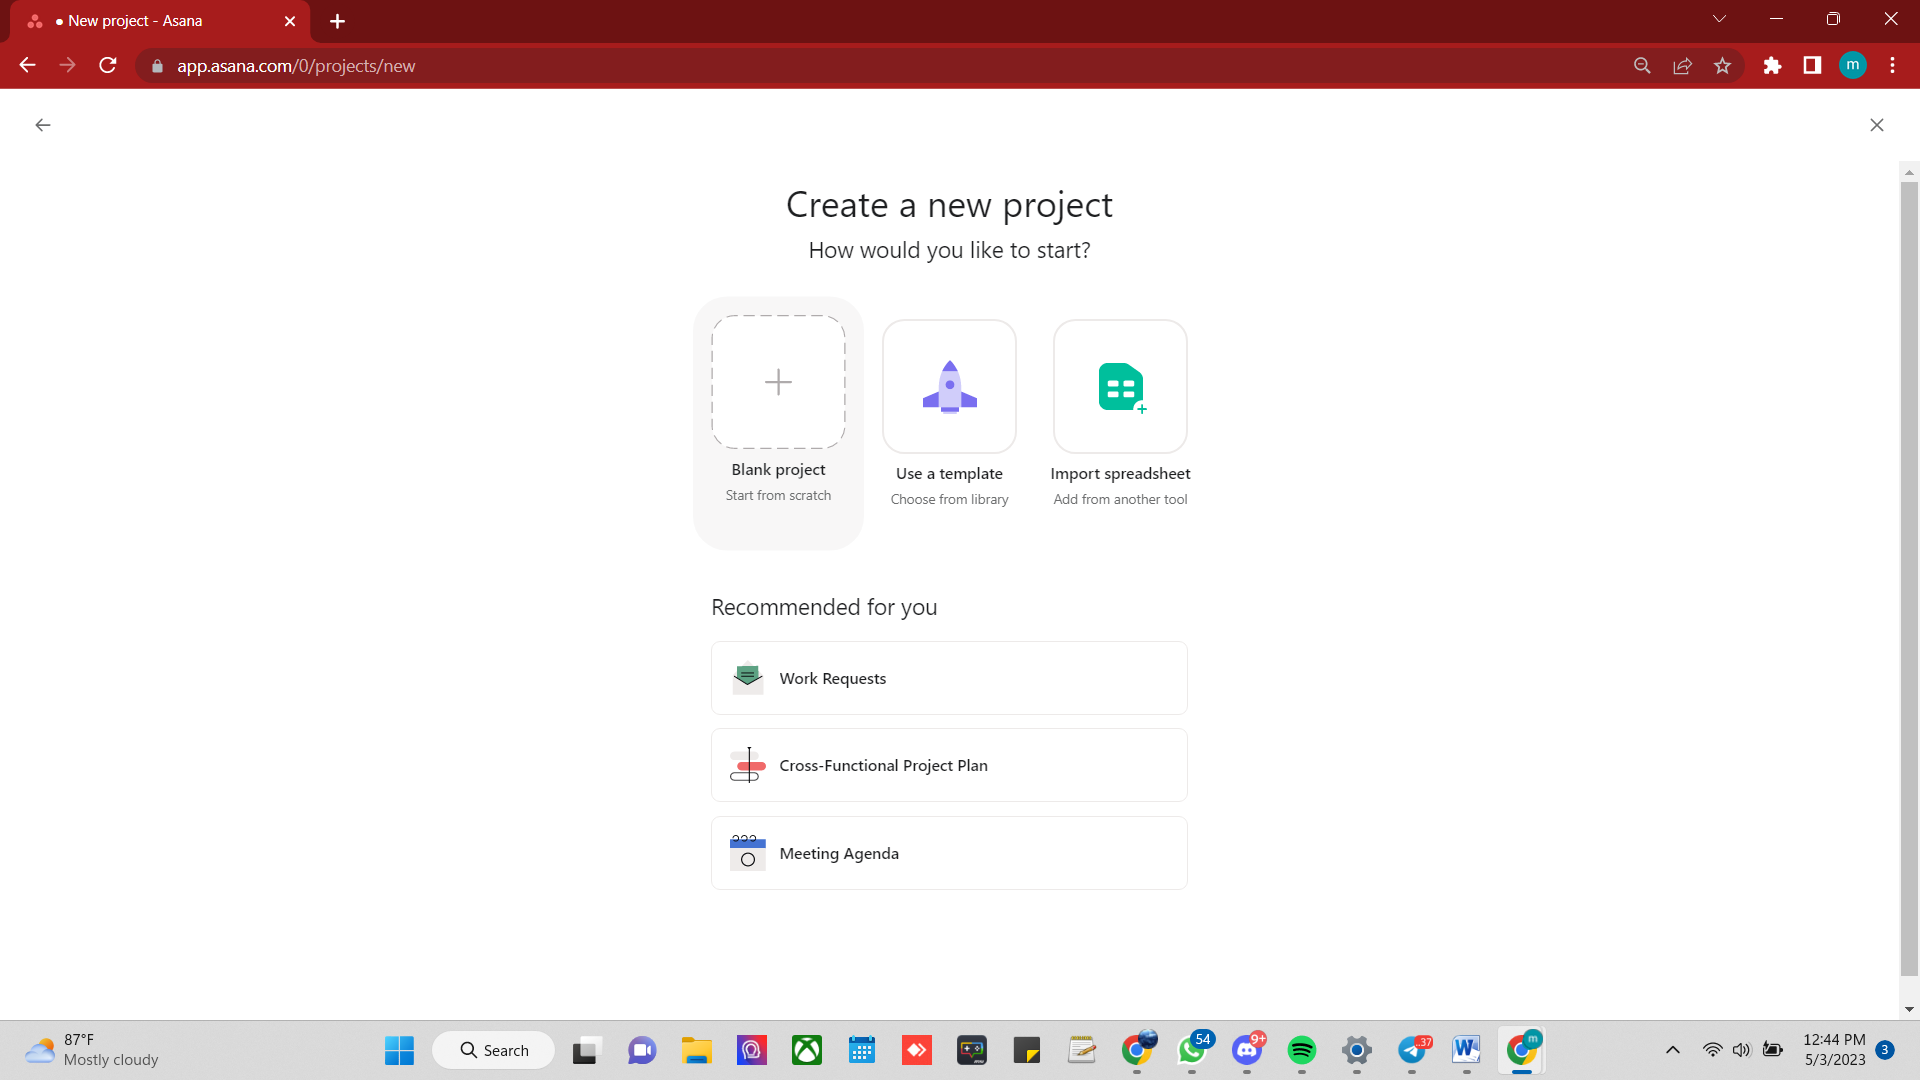 • New project - Asana
app.asana.com/0/projects/new
m
Create a new project
How would you like to start?
Blank project
Start from scratch
Use a template
Choose from library
Import spreadsheet
Add from another tool
Recommended for you
Work Requests
Cross-Functional Project Plan
Meeting Agenda
87°F
Mostly cloudy
Search
54
9+
37
W
m
12:44 PM
5/3/2023
3